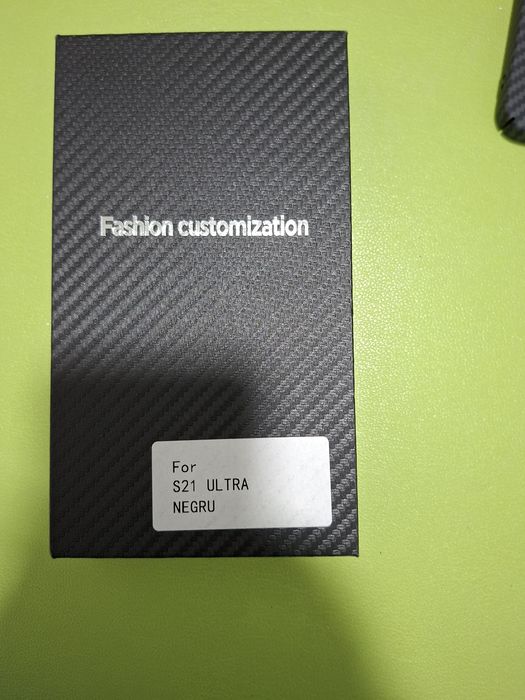 Fashion customization
For
S21 ULTRA
NEGRU